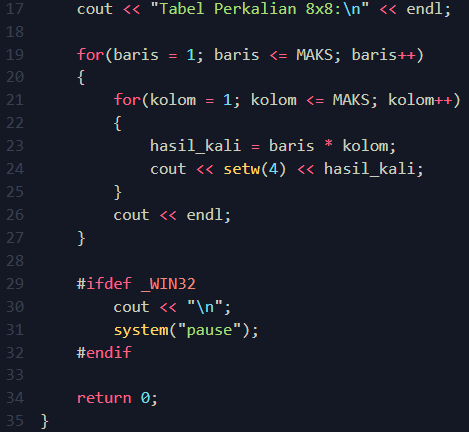 17 cout << "Tabel Perkalian 8x8:\n" << endl;
18
19 for(baris = 1; baris <= MAKS; baris++)
20 {
21 for(kolom = 1; kolom <= MAKS; kolom++)
22 {
23 hasil_kali = baris * kolom;
24 cout << setw(4) << hasil_kali;
25 }
26 cout << endl;
27 }
28
29 #ifdef _WIN32
30 cout << "\n";
31 system("pause");
32 #endif
33
34 return 0;
35 }